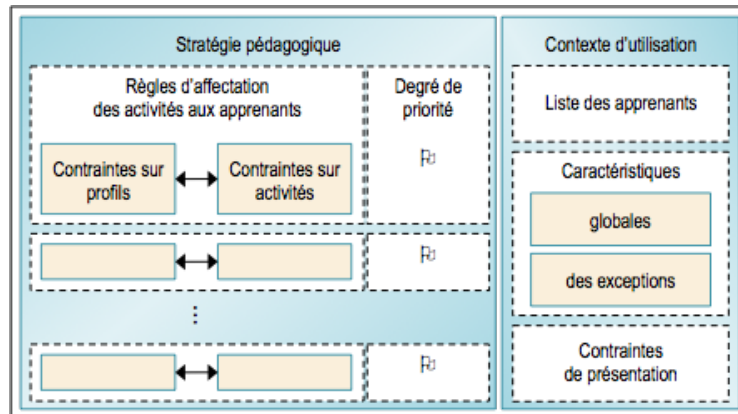 Stratégie pédagogique
Règles d'affectation
des activités aux apprenants
Degré de
priorité
Contraintes sur
profils
Contraintes sur
activités
Contexte d'utilisation
Liste des apprenants
Caractéristiques
globales
des exceptions
Contraintes
de présentation